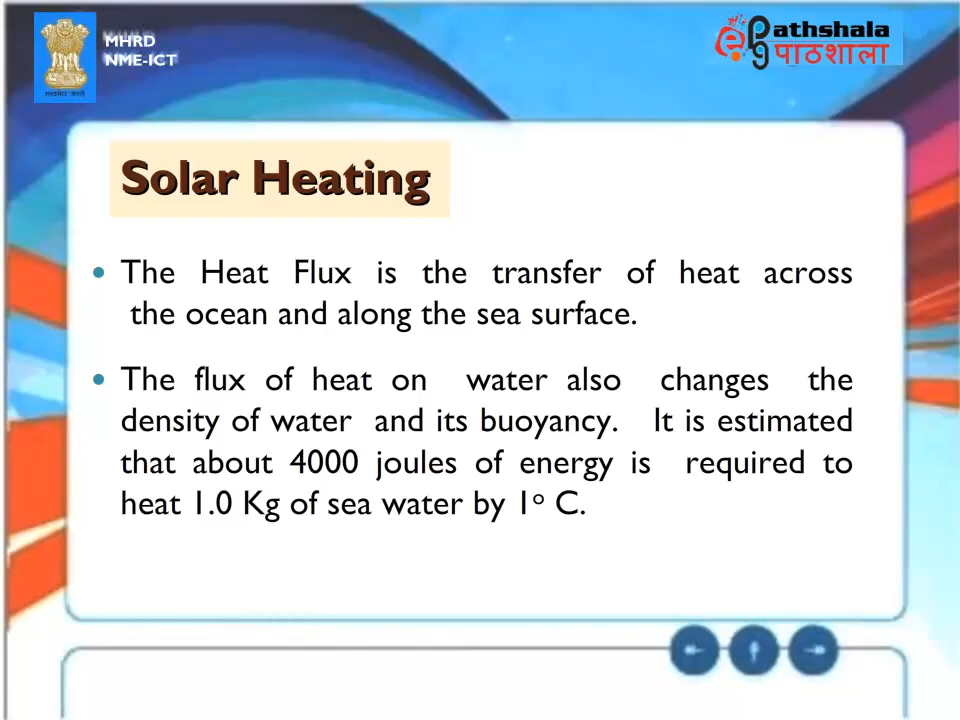 MHRD
NME-ICT
Pathshala
पाठशाला
Solar Heating
• The Heat Flux is the transfer of heat across
the ocean and along the sea surface.
• The flux of heat on water also changes the
density of water and its buoyancy. It is estimated
that about 4000 joules of energy is required to
heat 1.0 Kg of sea water by 1° C.